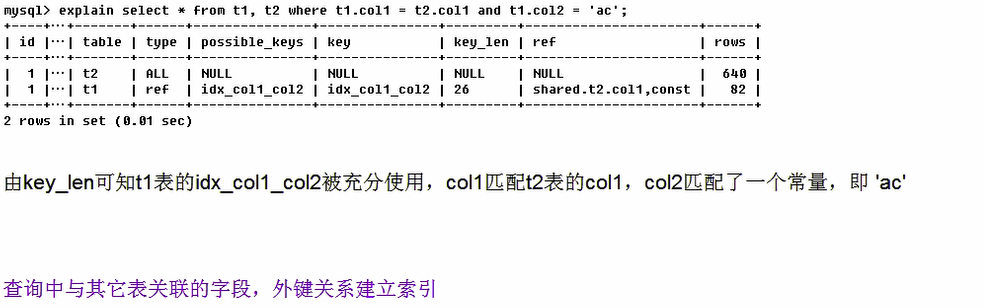 mysql> explain select * from t1, t2 where t1.col1 = t2.col1 and t1.col2 = 'ac';
+----+...+-------+------+---------------+---------------+---------+----------------------+------+
| id |...| table | type | possible_keys | key | key_len | ref | rows |
+----+...+-------+------+---------------+---------------+---------+----------------------+------+
| 1 |...| t2 | ALL | NULL | NULL | NULL | NULL | 640 |
| 1 |...| t1 | ref | idx_col1_col2 | idx_col1_col2 | 26 | shared.t2.col1,const | 82 |
+----+...+-------+------+---------------+---------------+---------+----------------------+------+
2 rows in set (0.01 sec)
由key_len可知t1表的idx_col1_col2被充分使用，col1匹配t2表的col1，col2匹配了一个常量，即 'ac'
查询中与其它表关联的字段，外键关系建立索引